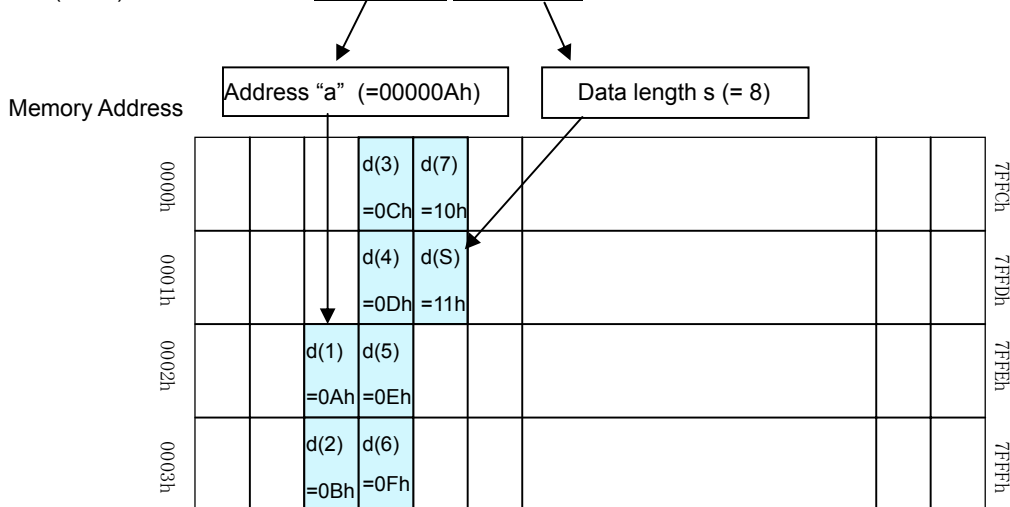 Address “a” (=00000Ah)
Data length s (= 8)
Memory Address
0000h
d(3)
d(7)
7FFCh
=0Ch
=10h
0001h
d(4)
d(S)
7FFDh
=0Dh
=11h
0002h
d(1)
d(5)
7FFEh
=0Ah
=0Eh
0003h
d(2)
d(6)
7FFFh
=0Bh
=0Fh